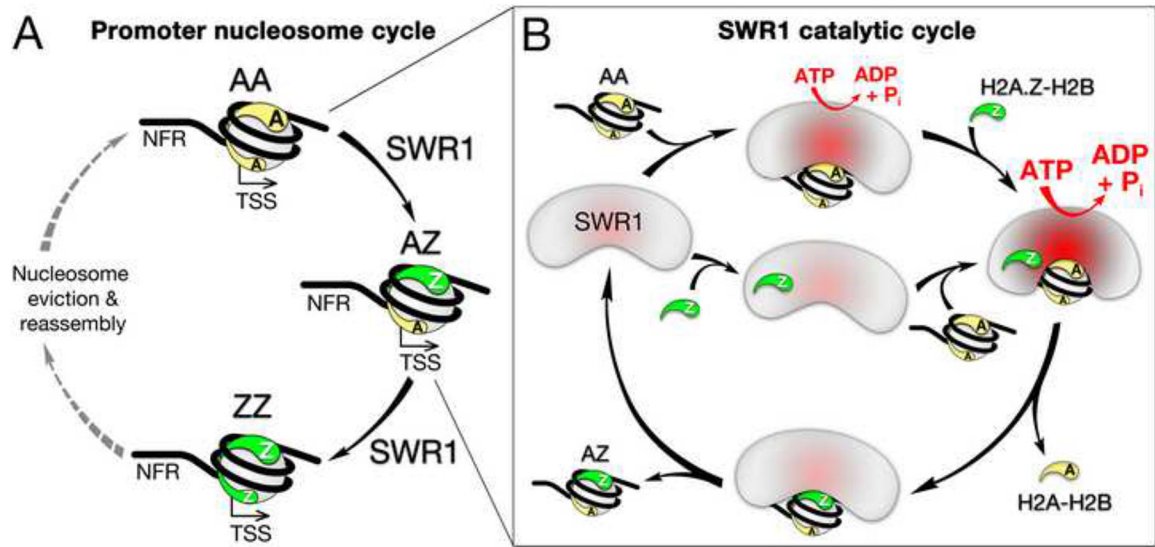 A
Promoter nucleosome cycle
AA
A
A
NFR
TSS
SWR1
AZ
Z
A
NFR
TSS
SWR1
ZZ
Z
Z
NFR
TSS
Nucleosome
eviction &
reassembly
B
SWR1 catalytic cycle
AA
A
A
ATP
ADP
+ Pi
A
A
H2A.Z-H2B
Z
ATP
ADP
+ Pi
Z
A
A
SWR1
Z
Z
A
A
A
H2A-H2B
Z
A
AZ
Z
A